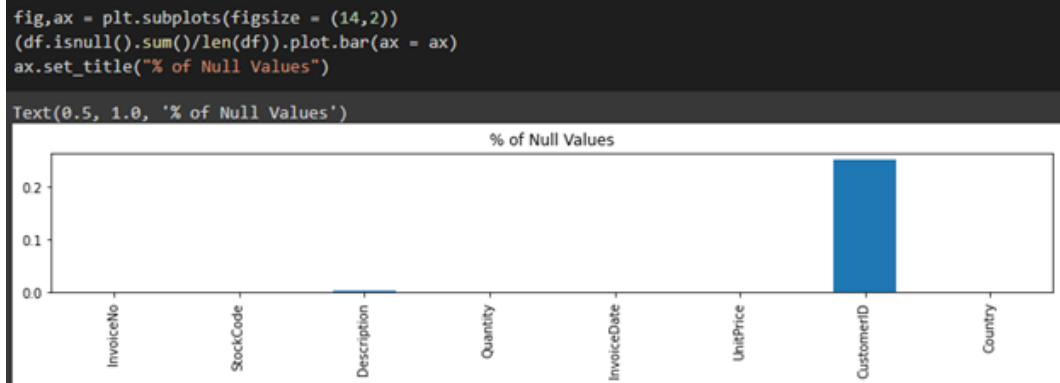 fig,ax = plt.subplots(figsize = (14,2))
(df.isnull().sum()/len(df)).plot.bar(ax = ax)
ax.set_title("% of Null Values")
Text(0.5, 1.0, '% of Null Values')
% of Null Values
0.2
0.1
0.0
InvoiceNo
StockCode
Description
Quantity
InvoiceDate
UnitPrice
CustomerID
Country